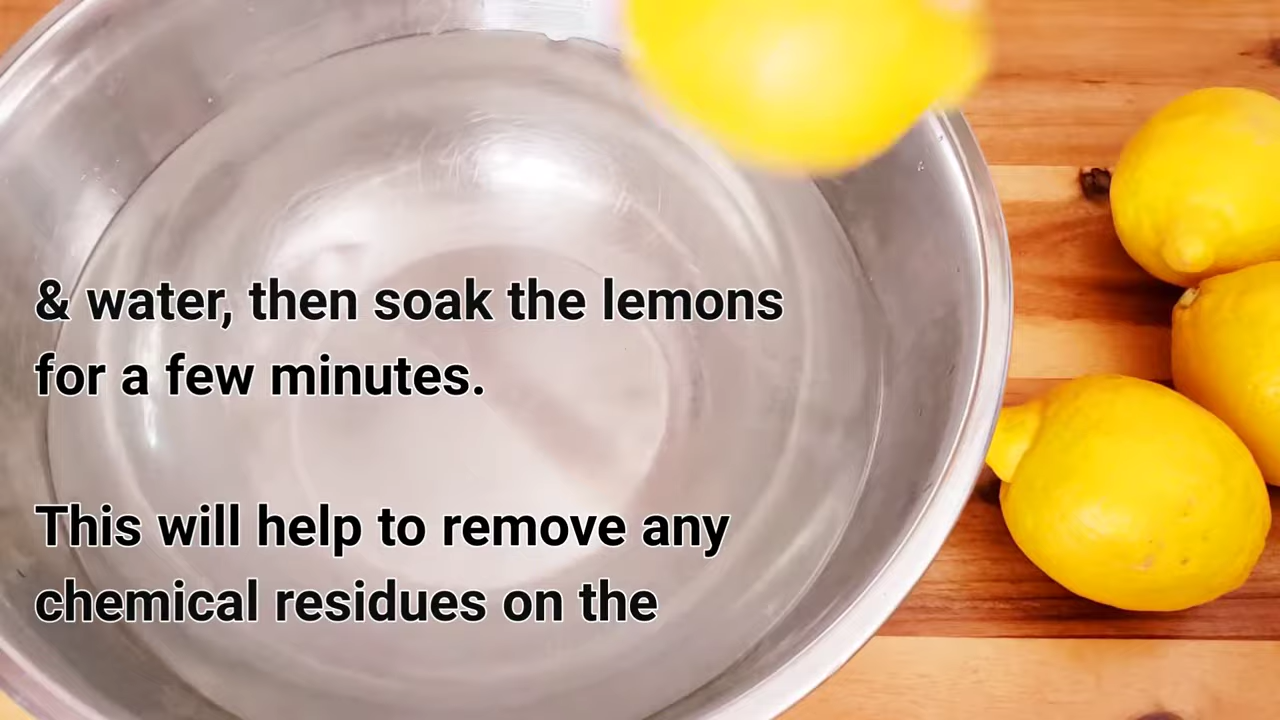 & water, then soak the lemons
for a few minutes.
This will help to remove any
chemical residues on the